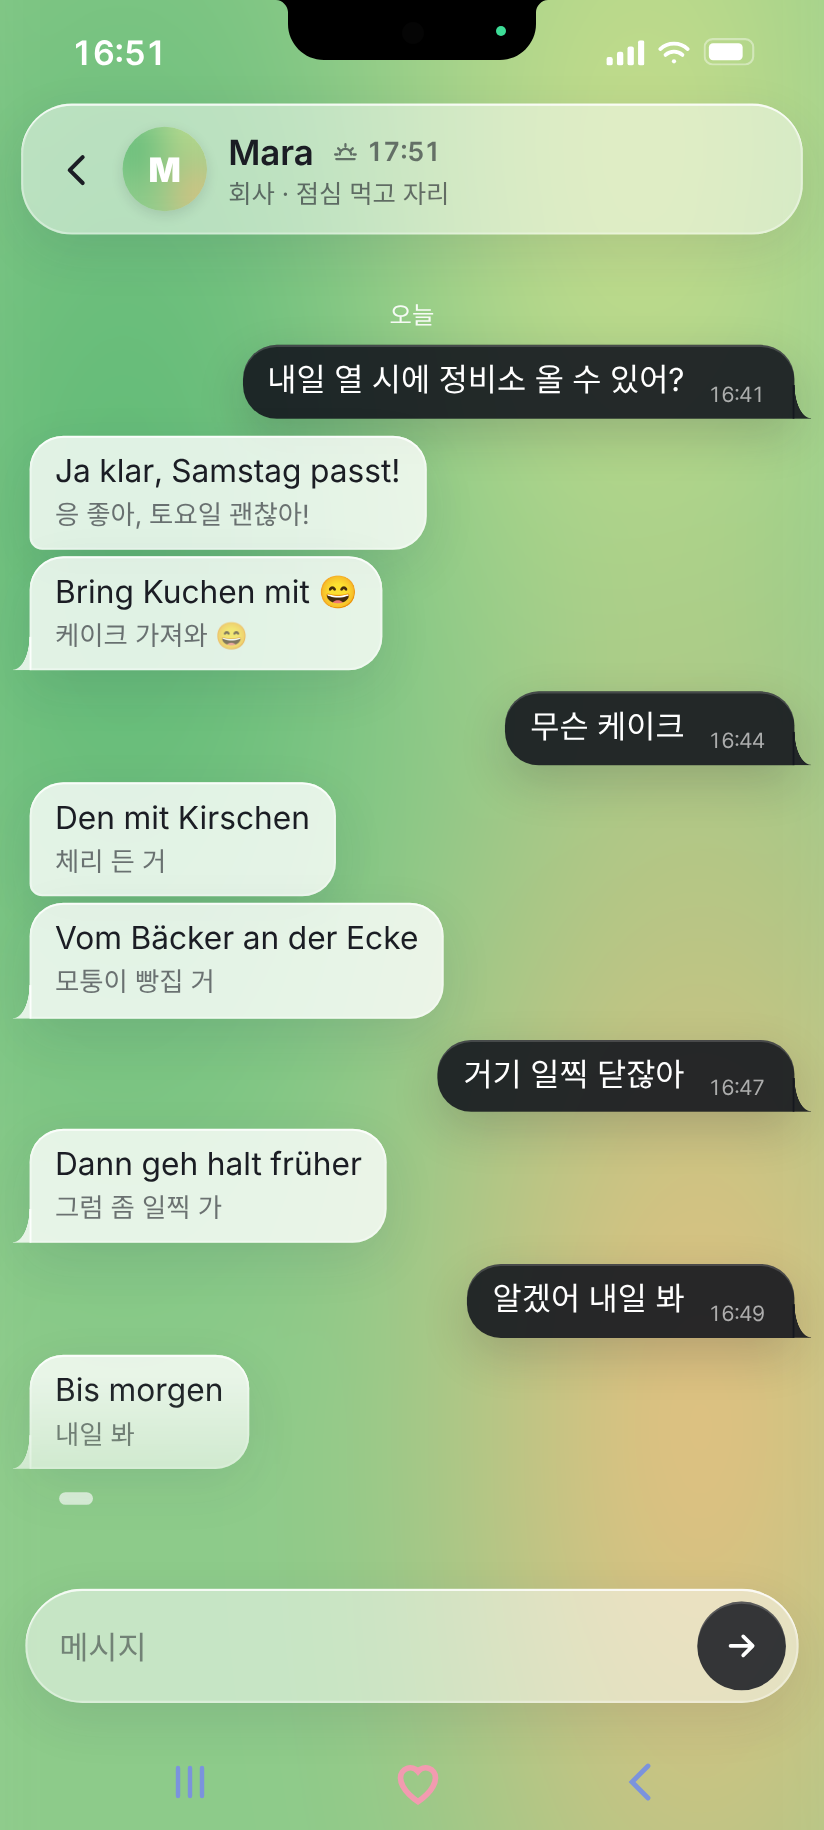 16:51
M
Mara 17:51
회사 · 점심 먹고 자리
오늘
내일 열 시에 정비소 올 수 있어? 16:41
Ja klar, Samstag passt!
응 좋아, 토요일 괜찮아!
Bring Kuchen mit 😄
케이크 가져와 😄
무슨 케이크 16:44
Den mit Kirschen
체리 든 거
Vom Bäcker an der Ecke
모퉁이 빵집 거
거기 일찍 닫잖아 16:47
Dann geh halt früher
그럼 좀 일찍 가
알겠어 내일 봐 16:49
Bis morgen
내일 봐
메시지